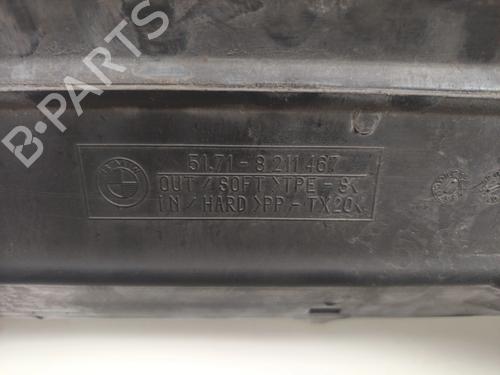 B-Parts
51.71-8 211 467
OUT / SOFT >TPE-S<
IN / HARD >PP-TX20<